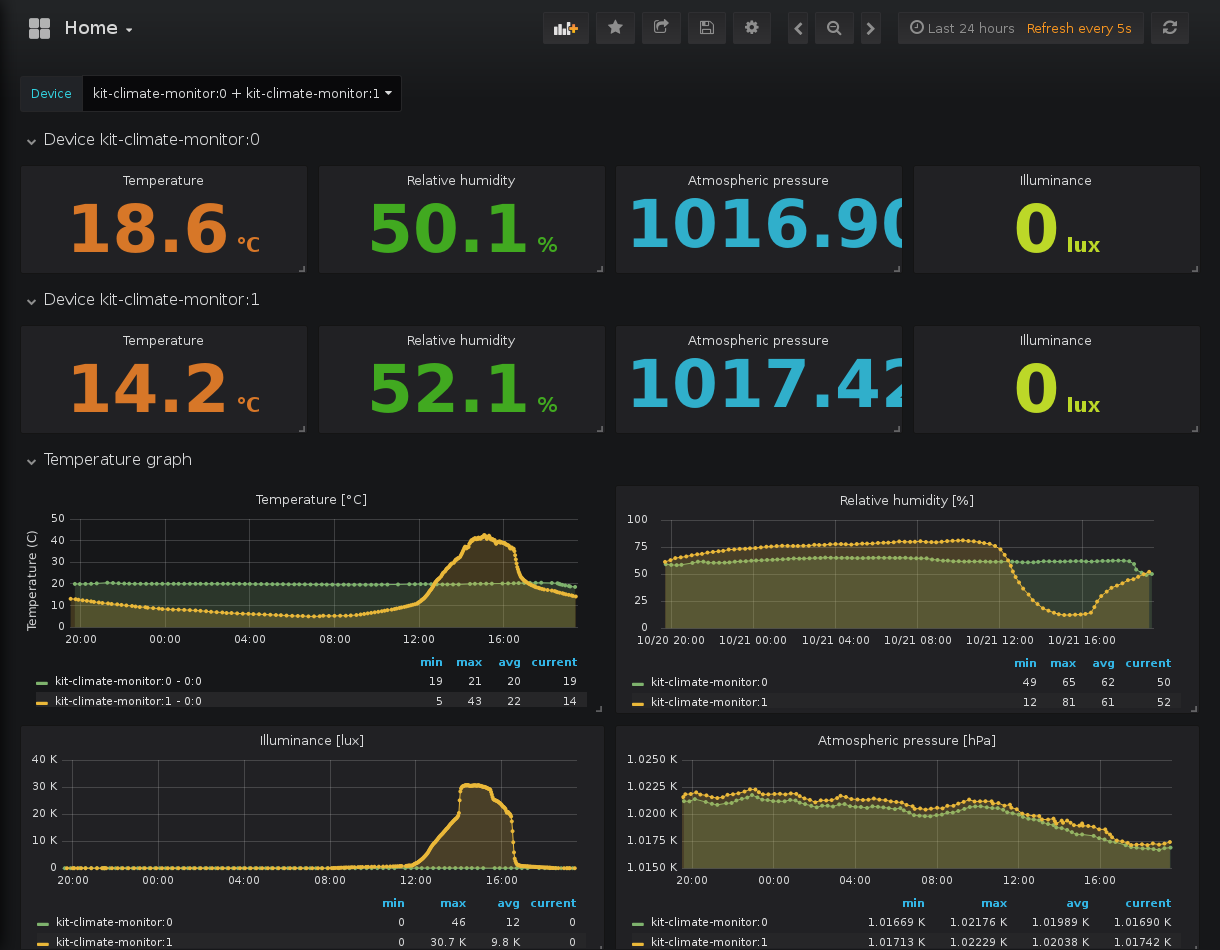 Home
Last 24 hours Refresh every 5s
Device kit-climate-monitor:0 + kit-climate-monitor:1
Device kit-climate-monitor:0
Temperature Relative humidity Atmospheric pressure Illuminance
18.6 °C 50.1 % 1016.90 0 lux
Device kit-climate-monitor:1
Temperature Relative humidity Atmospheric pressure Illuminance
14.2 °C 52.1 % 1017.42 0 lux
Temperature graph
Temperature [°C]
Temperature (C)
50
40
30
20
10
0
20:00 00:00 04:00 08:00 12:00 16:00
min max avg current
kit-climate-monitor:0 - 0:0 19 21 20 19
kit-climate-monitor:1 - 0:0 5 43 22 14
Relative humidity [%]
100
75
50
25
0
10/20 20:00 10/21 00:00 10/21 04:00 10/21 08:00 10/21 12:00 10/21 16:00
min max avg current
kit-climate-monitor:0 49 65 62 50
kit-climate-monitor:1 12 81 61 52
Illuminance [lux]
40 K
30 K
20 K
10 K
0
20:00 00:00 04:00 08:00 12:00 16:00
min max avg current
kit-climate-monitor:0 0 46 12 0
kit-climate-monitor:1 0 30.7 K 9.8 K 0
Atmospheric pressure [hPa]
1.0250 K
1.0225 K
1.0200 K
1.0175 K
1.0150 K
20:00 00:00 04:00 08:00 12:00 16:00
min max avg current
kit-climate-monitor:0 1.01669 K 1.02176 K 1.01989 K 1.01690 K
kit-climate-monitor:1 1.01713 K 1.02229 K 1.02038 K 1.01742 K